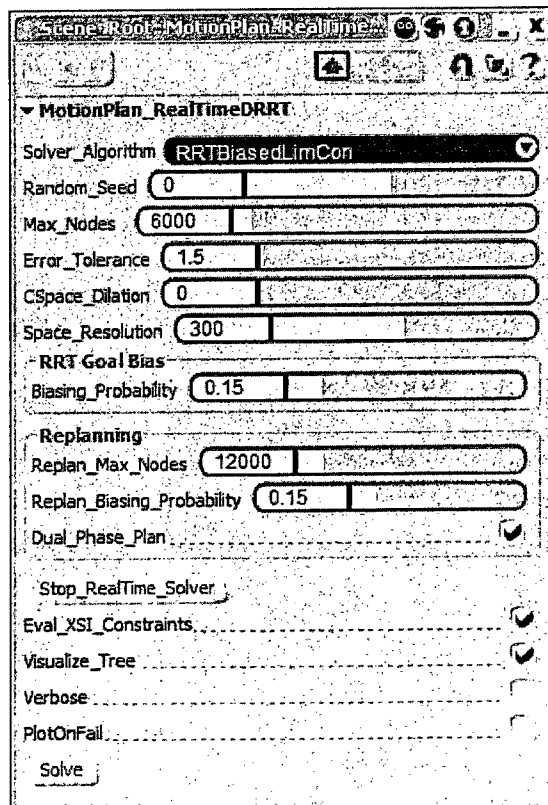 Scene_Root-MotionPlan_RealTime
MotionPlan_RealTimeDRRT
Solver_Algorithm RRTBiasedLimCon
Random_Seed 0
Max_Nodes 6000
Error_Tolerance 1.5
CSpace_Dilation 0
Space_Resolution 300
RRT Goal Bias
Biasing_Probability 0.15
Replanning
Replan_Max_Nodes 12000
Replan_Biasing_Probability 0.15
Dual_Phase_Plan
Stop_RealTime_Solver
Eval_XSI_Constraints
Visualize_Tree
Verbose
PlotOnFail
Solve